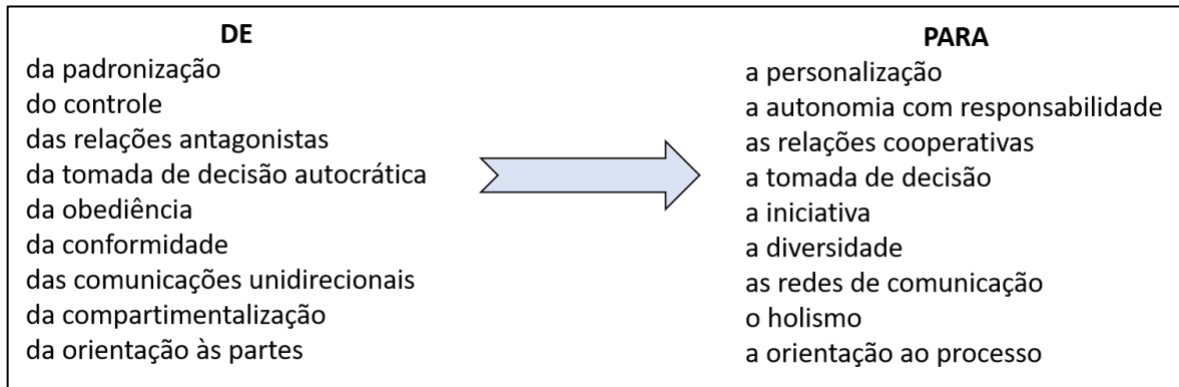 DE
da padronização
do controle
das relações antagonistas
da tomada de decisão autocrática
da obediência
da conformidade
das comunicações unidirecionais
da compartimentalização
da orientação às partes
PARA
a personalização
a autonomia com responsabilidade
as relações cooperativas
a tomada de decisão
a iniciativa
a diversidade
as redes de comunicação
o holismo
a orientação ao processo